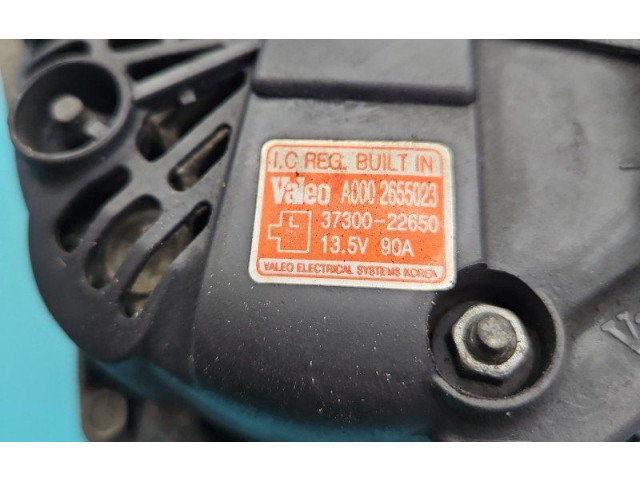 I.C REG. BUILT IN
Valeo A000 2655023
L 37300-22650
13.5V 90A
VALEO ELECTRICAL SYSTEMS KOREA